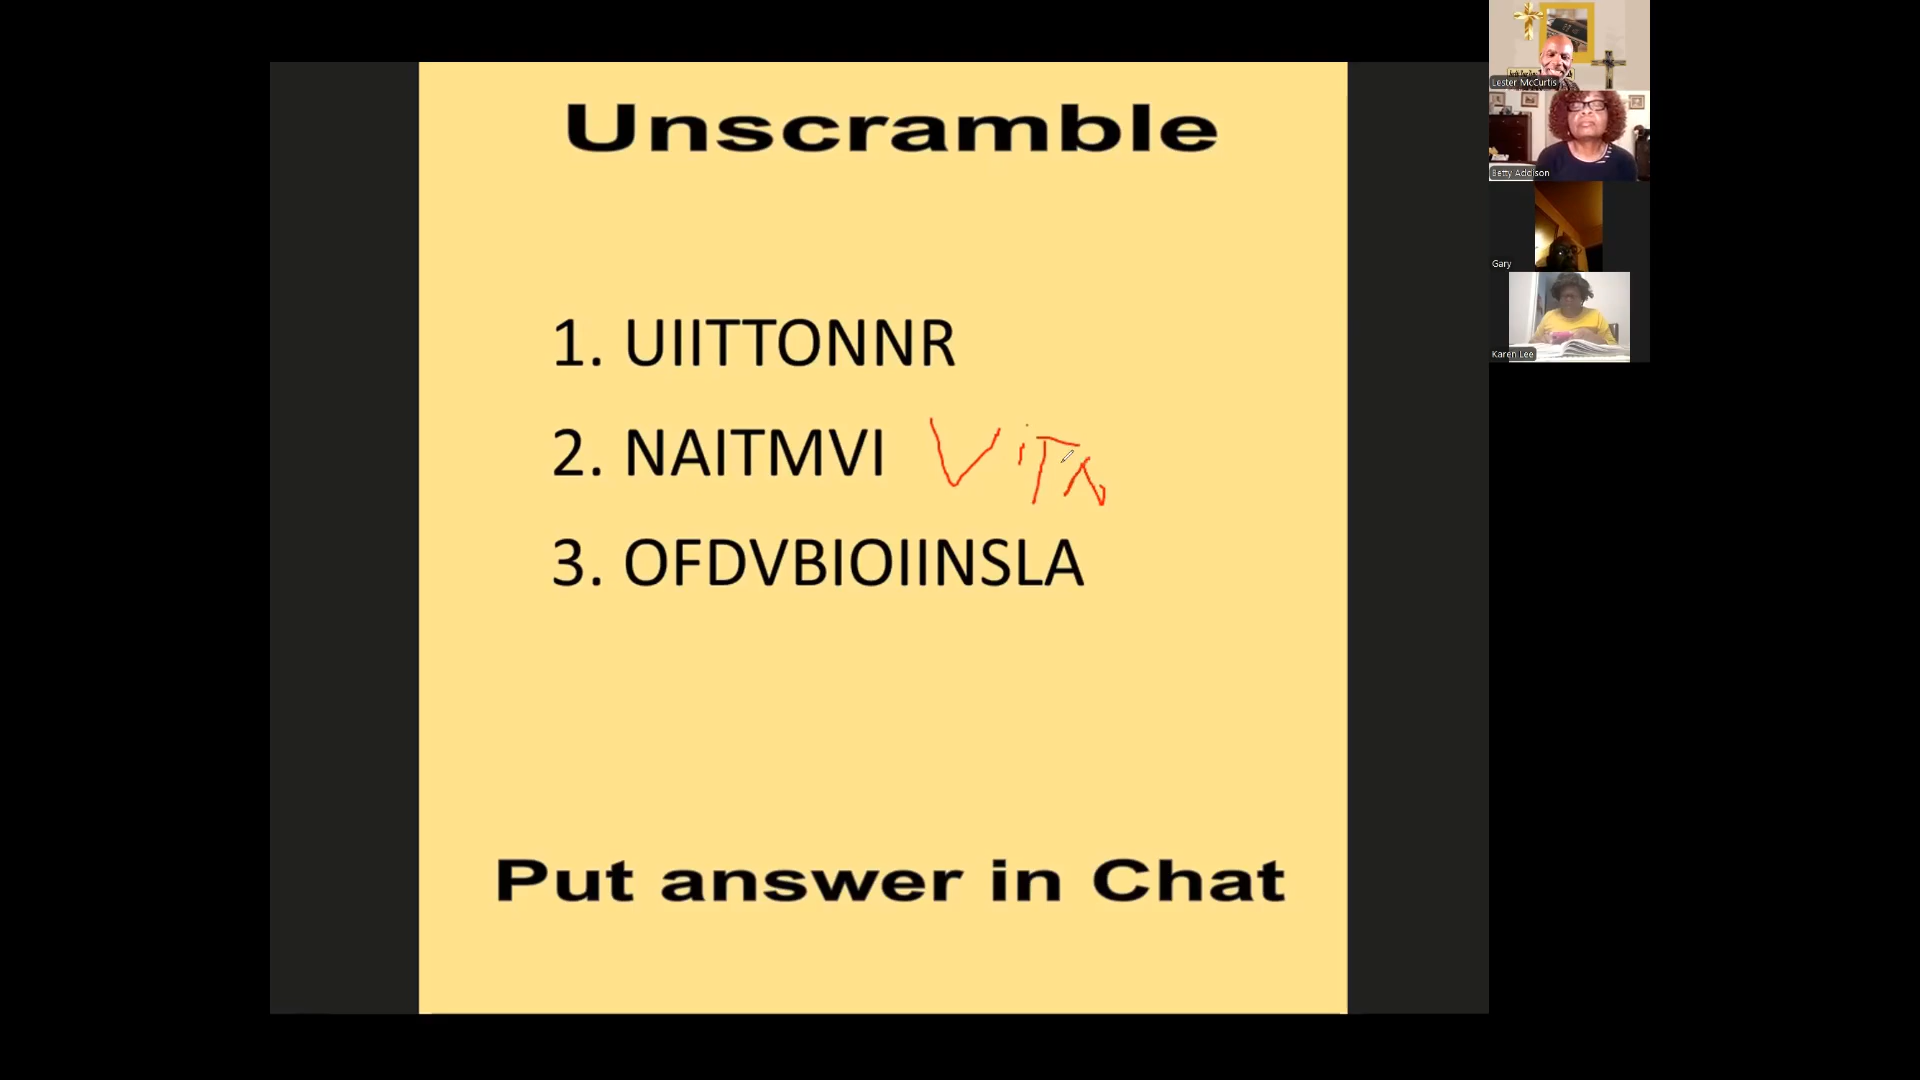 Unscramble
1. UIITTONNR
2. NAITMVI ViTA
3. OFDVBIOIINSLA
Put answer in Chat
Lester McCurtis
Betty Addison
Gary
Karen Lee